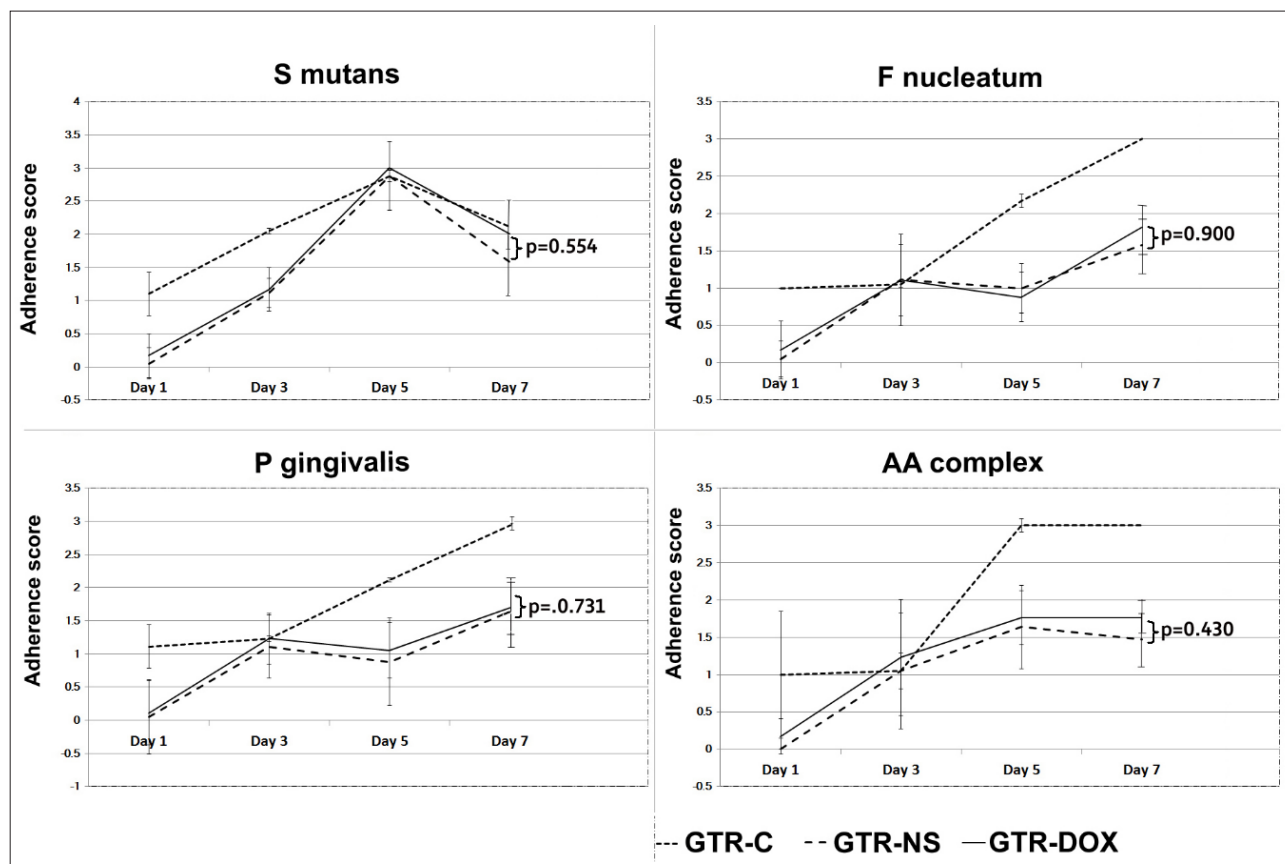 S mutans
Adherence score
4
3.5
3
2.5
2
1.5
1
0.5
0
-0.5
Day 1 Day 3 Day 5 Day 7
p=0.554
F nucleatum
Adherence score
3.5
3
2.5
2
1.5
1
0.5
0
-0.5
Day 1 Day 3 Day 5 Day 7
p=0.900
P gingivalis
Adherence score
3.5
3
2.5
2
1.5
1
0.5
0
-0.5
-1
Day 1 Day 3 Day 5 Day 7
p=.0.731
AA complex
Adherence score
3.5
3
2.5
2
1.5
1
0.5
0
-0.5
Day 1 Day 3 Day 5 Day 7
p=0.430
GTR-C GTR-NS GTR-DOX